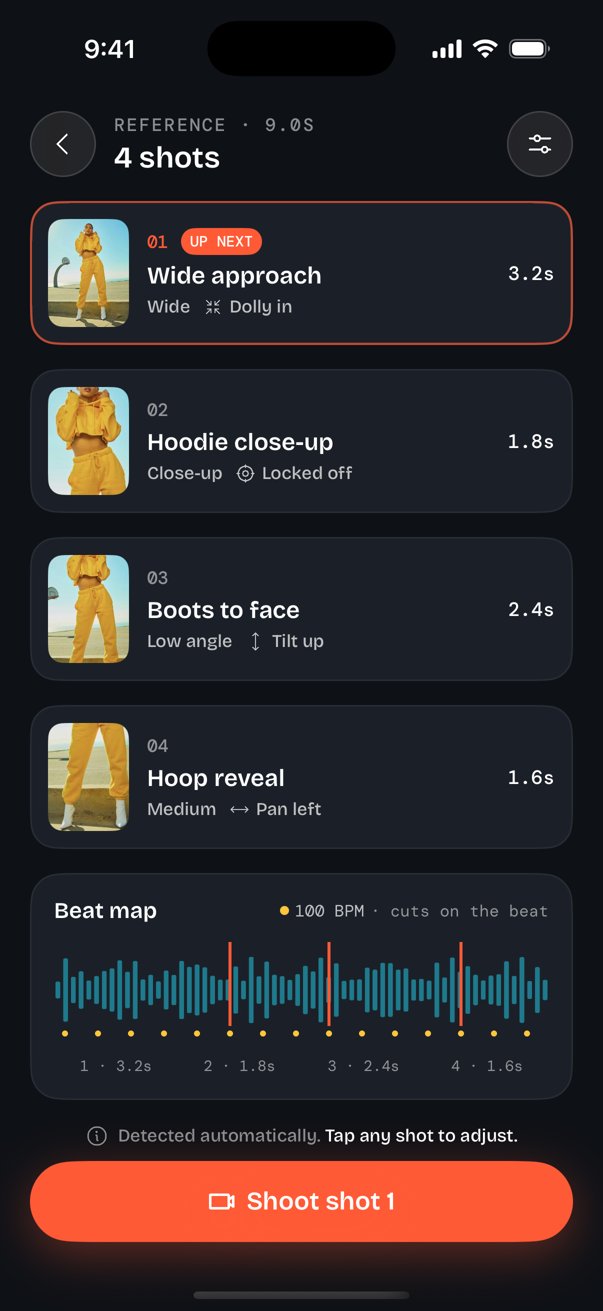 9:41
REFERENCE · 9.0S
4 shots
01 UP NEXT
Wide approach
3.2s
Wide Dolly in
02
Hoodie close-up
1.8s
Close-up Locked off
03
Boots to face
2.4s
Low angle Tilt up
04
Hoop reveal
1.6s
Medium Pan left
Beat map 100 BPM · cuts on the beat
1 · 3.2s 2 · 1.8s 3 · 2.4s 4 · 1.6s
Detected automatically. Tap any shot to adjust.
Shoot shot 1